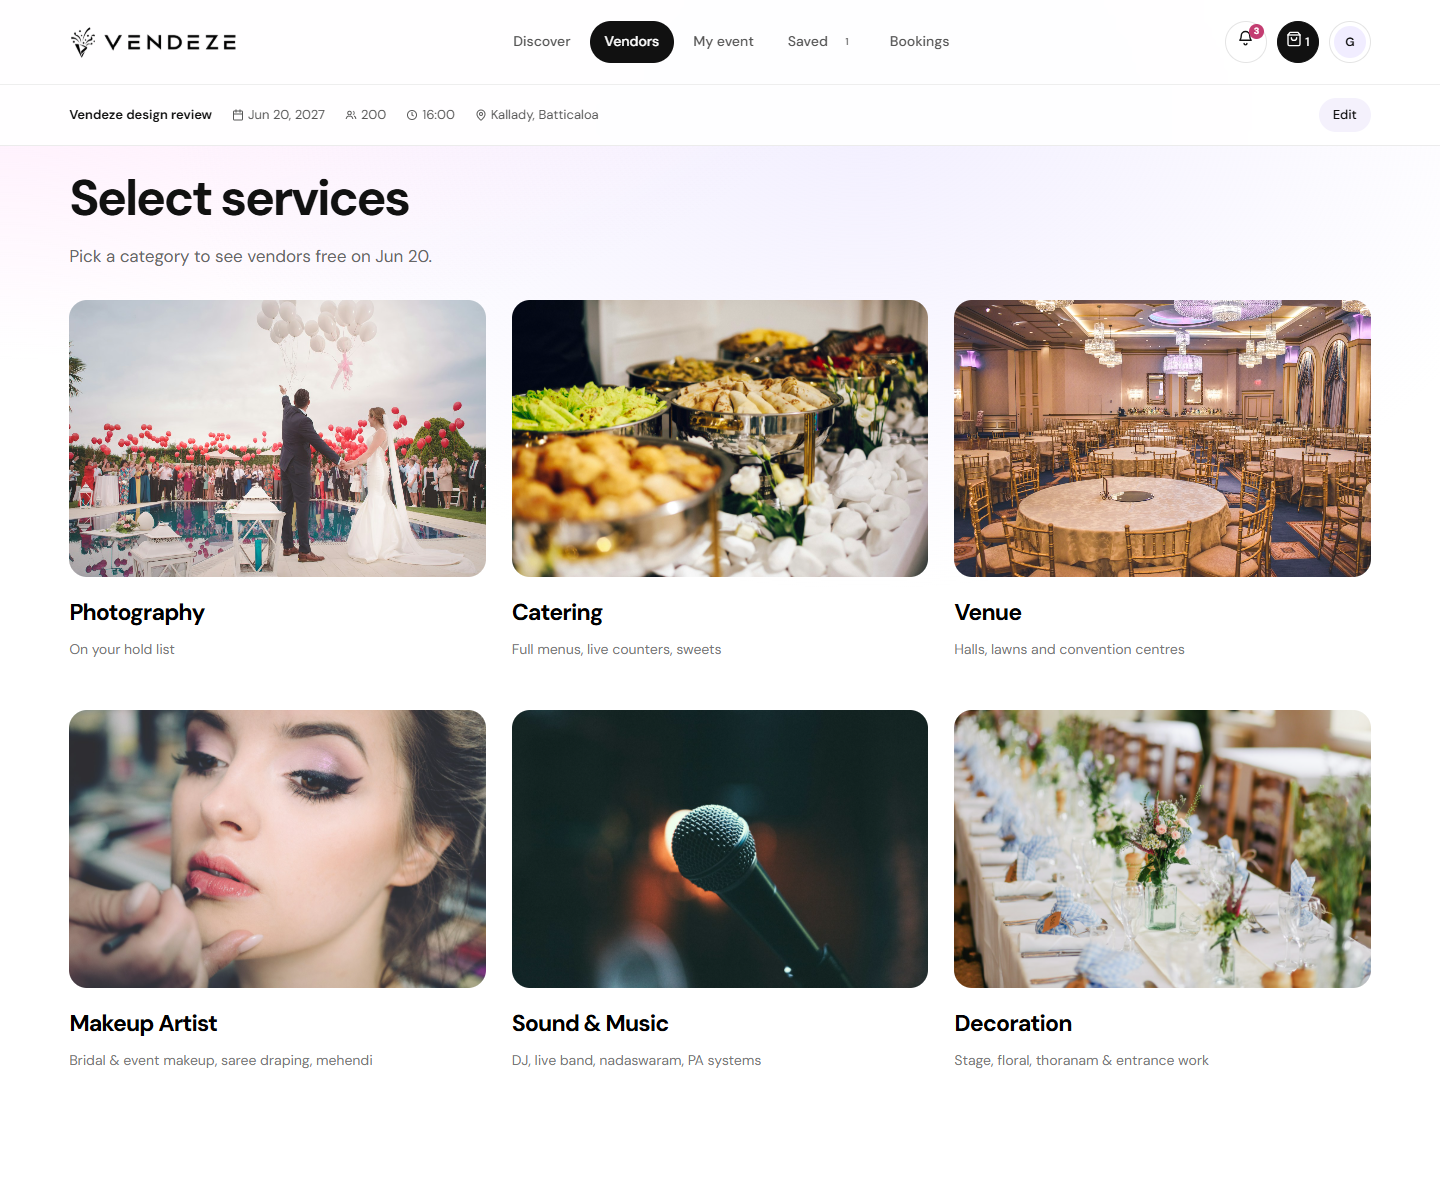 VENDEZE
Discover Vendors My event Saved 1 Bookings 3 1 G
Vendeze design review Jun 20, 2027 200 16:00 Kallady, Batticaloa Edit
Select services
Pick a category to see vendors free on Jun 20.
Photography
On your hold list
Catering
Full menus, live counters, sweets
Venue
Halls, lawns and convention centres
Makeup Artist
Bridal & event makeup, saree draping, mehendi
Sound & Music
DJ, live band, nadaswaram, PA systems
Decoration
Stage, floral, thoranam & entrance work